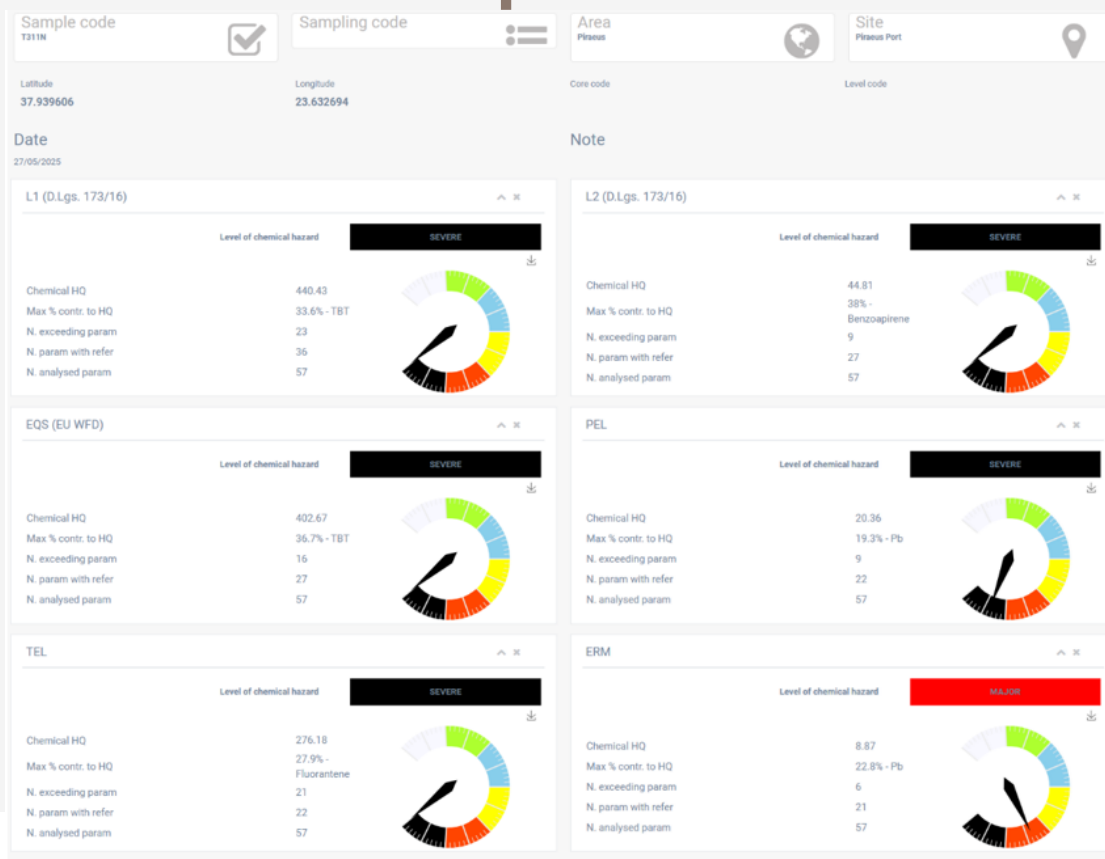 Sample code
T311N
Sampling code
Area
Piraeus
Site
Piraeus Port
Latitude
37.939606
Longitude
23.632694
Core code
Level code
Date
27/05/2025
Note
L1 (D.Lgs. 173/16)
Level of chemical hazard SEVERE
Chemical HQ 440.43
Max % contr. to HQ 33.6% - TBT
N. exceeding param 23
N. param with refer 36
N. analysed param 57
L2 (D.Lgs. 173/16)
Level of chemical hazard SEVERE
Chemical HQ 44.81
Max % contr. to HQ 38% -
Benzoapirene
N. exceeding param 9
N. param with refer 27
N. analysed param 57
EQS (EU WFD)
Level of chemical hazard SEVERE
Chemical HQ 402.67
Max % contr. to HQ 36.7% - TBT
N. exceeding param 16
N. param with refer 27
N. analysed param 57
PEL
Level of chemical hazard SEVERE
Chemical HQ 20.36
Max % contr. to HQ 19.3% - Pb
N. exceeding param 9
N. param with refer 22
N. analysed param 57
TEL
Level of chemical hazard SEVERE
Chemical HQ 276.18
Max % contr. to HQ 27.9% -
Fluorantene
N. exceeding param 21
N. param with refer 22
N. analysed param 57
ERM
Level of chemical hazard MAJOR
Chemical HQ 8.87
Max % contr. to HQ 22.8% - Pb
N. exceeding param 6
N. param with refer 21
N. analysed param 57